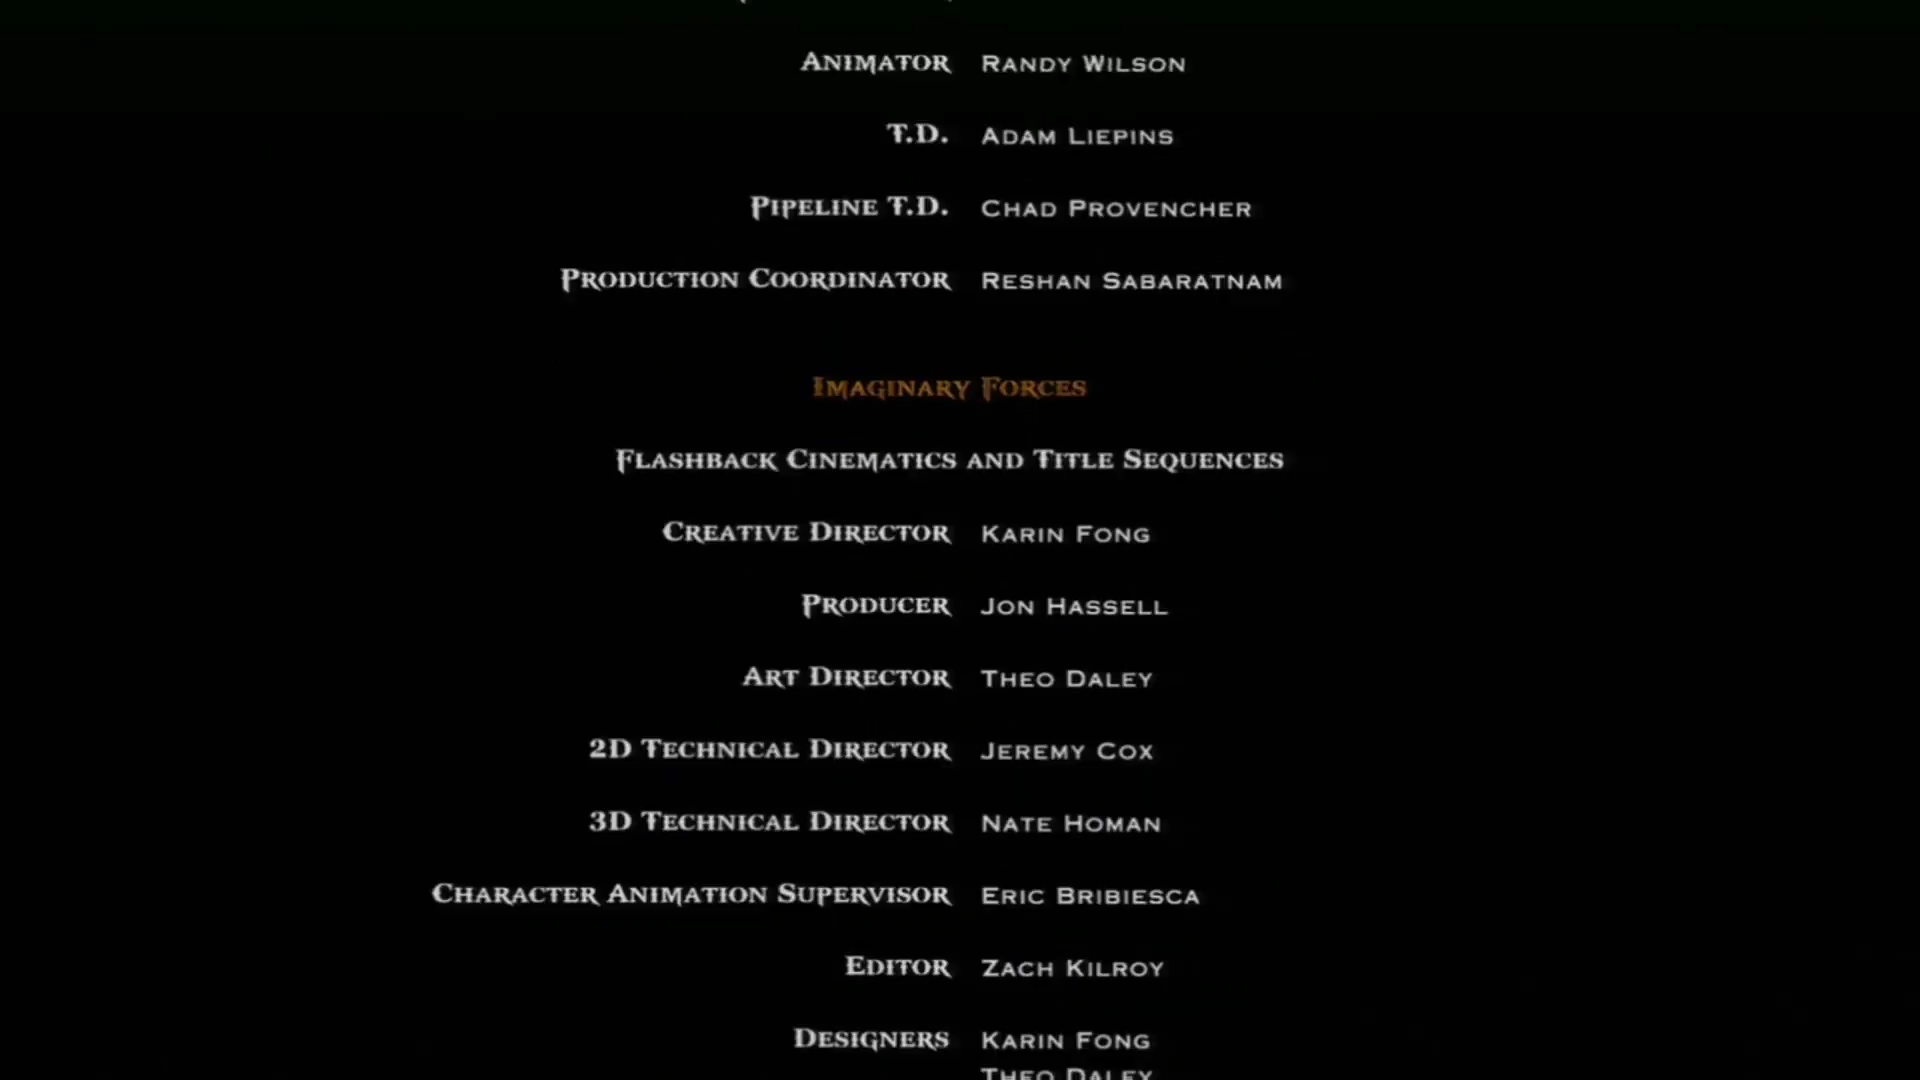 Animator Randy Wilson
T.D. Adam Liepins
Pipeline T.D. Chad Provencher
Production Coordinator Reshan Sabaratnam
Imaginary Forces
Flashback Cinematics and Title Sequences
Creative Director Karin Fong
Producer Jon Hassell
Art Director Theo Daley
2D Technical Director Jeremy Cox
3D Technical Director Nate Homan
Character Animation Supervisor Eric Bribiesca
Editor Zach Kilroy
Designers Karin Fong
Theo Daley